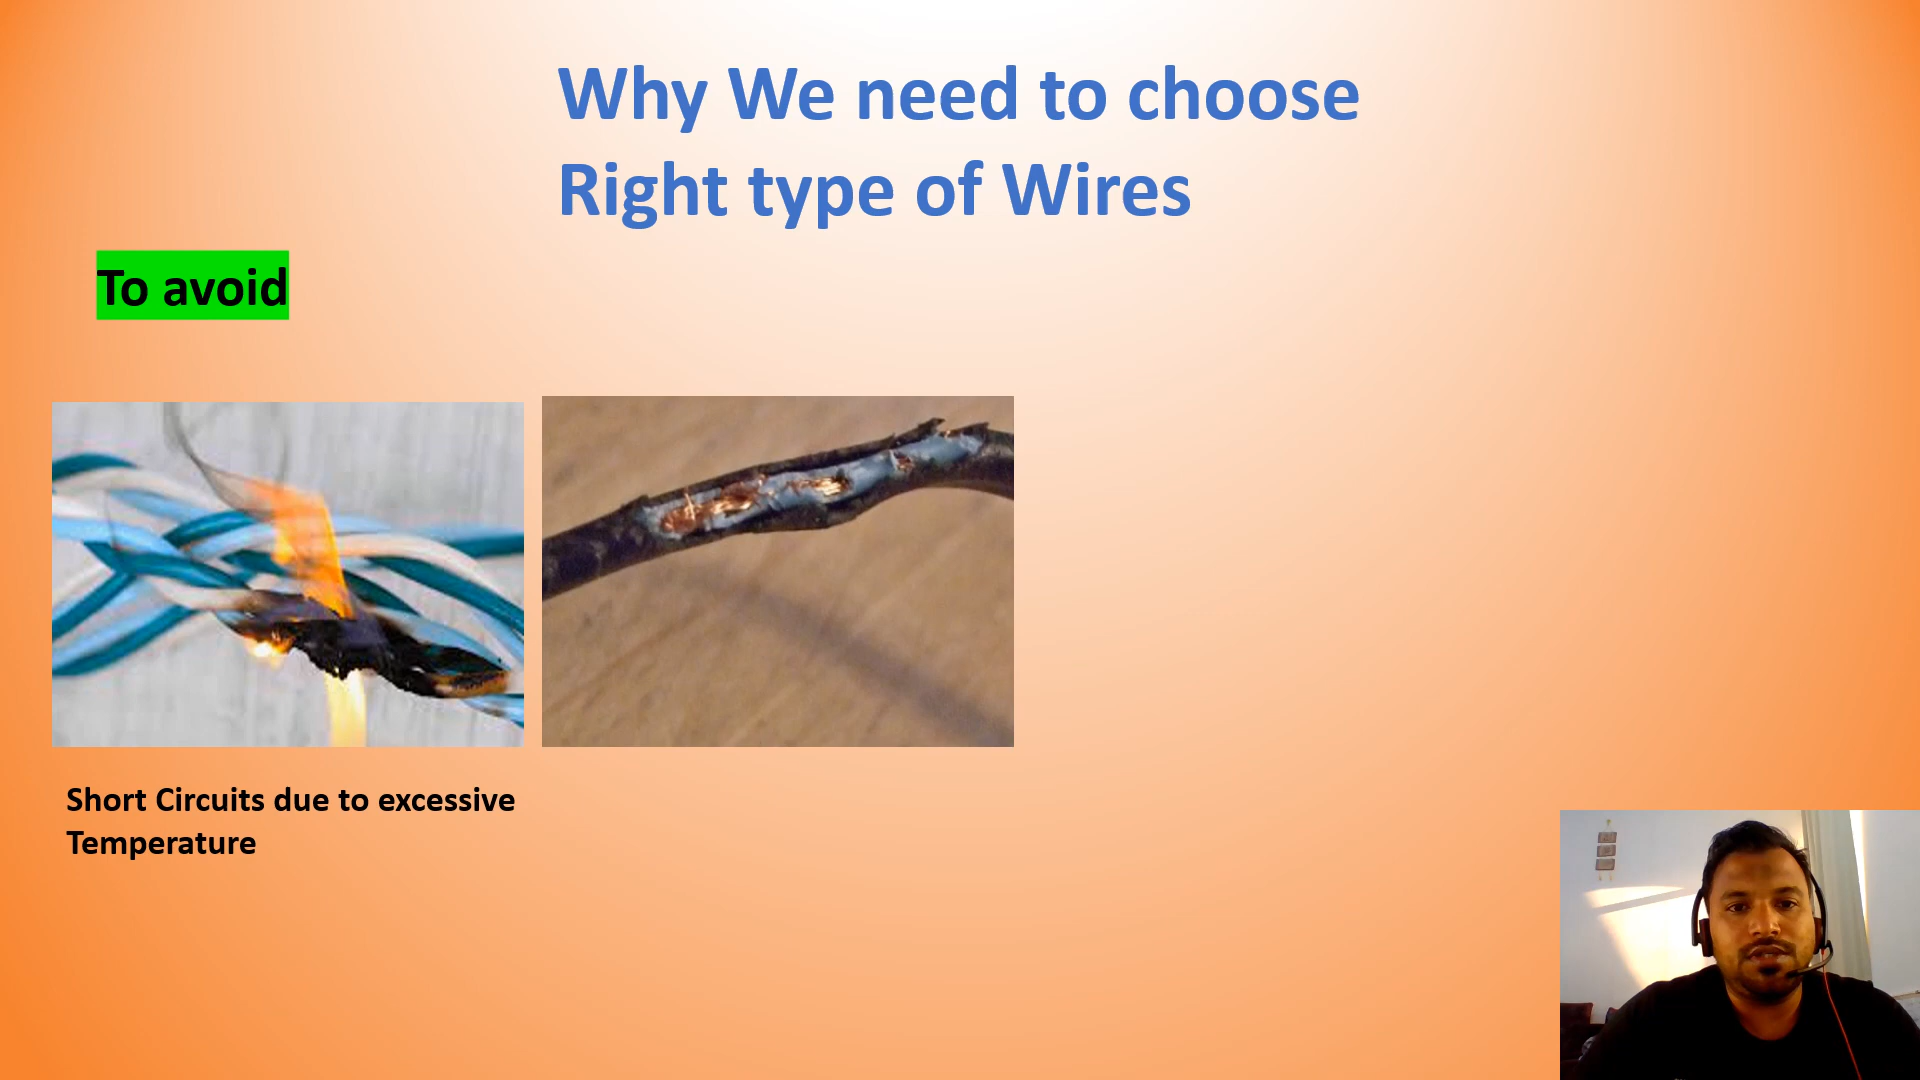 Why We need to choose
Right type of Wires
To avoid
Short Circuits due to excessive
Temperature